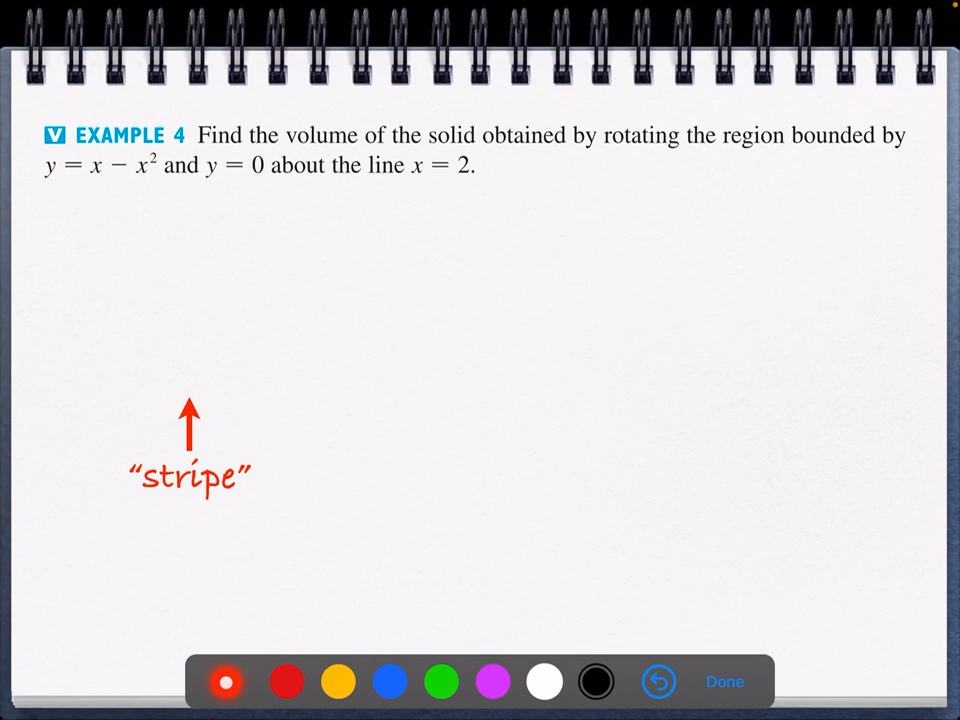 V EXAMPLE 4 Find the volume of the solid obtained by rotating the region bounded by
y = x − x² and y = 0 about the line x = 2.
“stripe”
Done